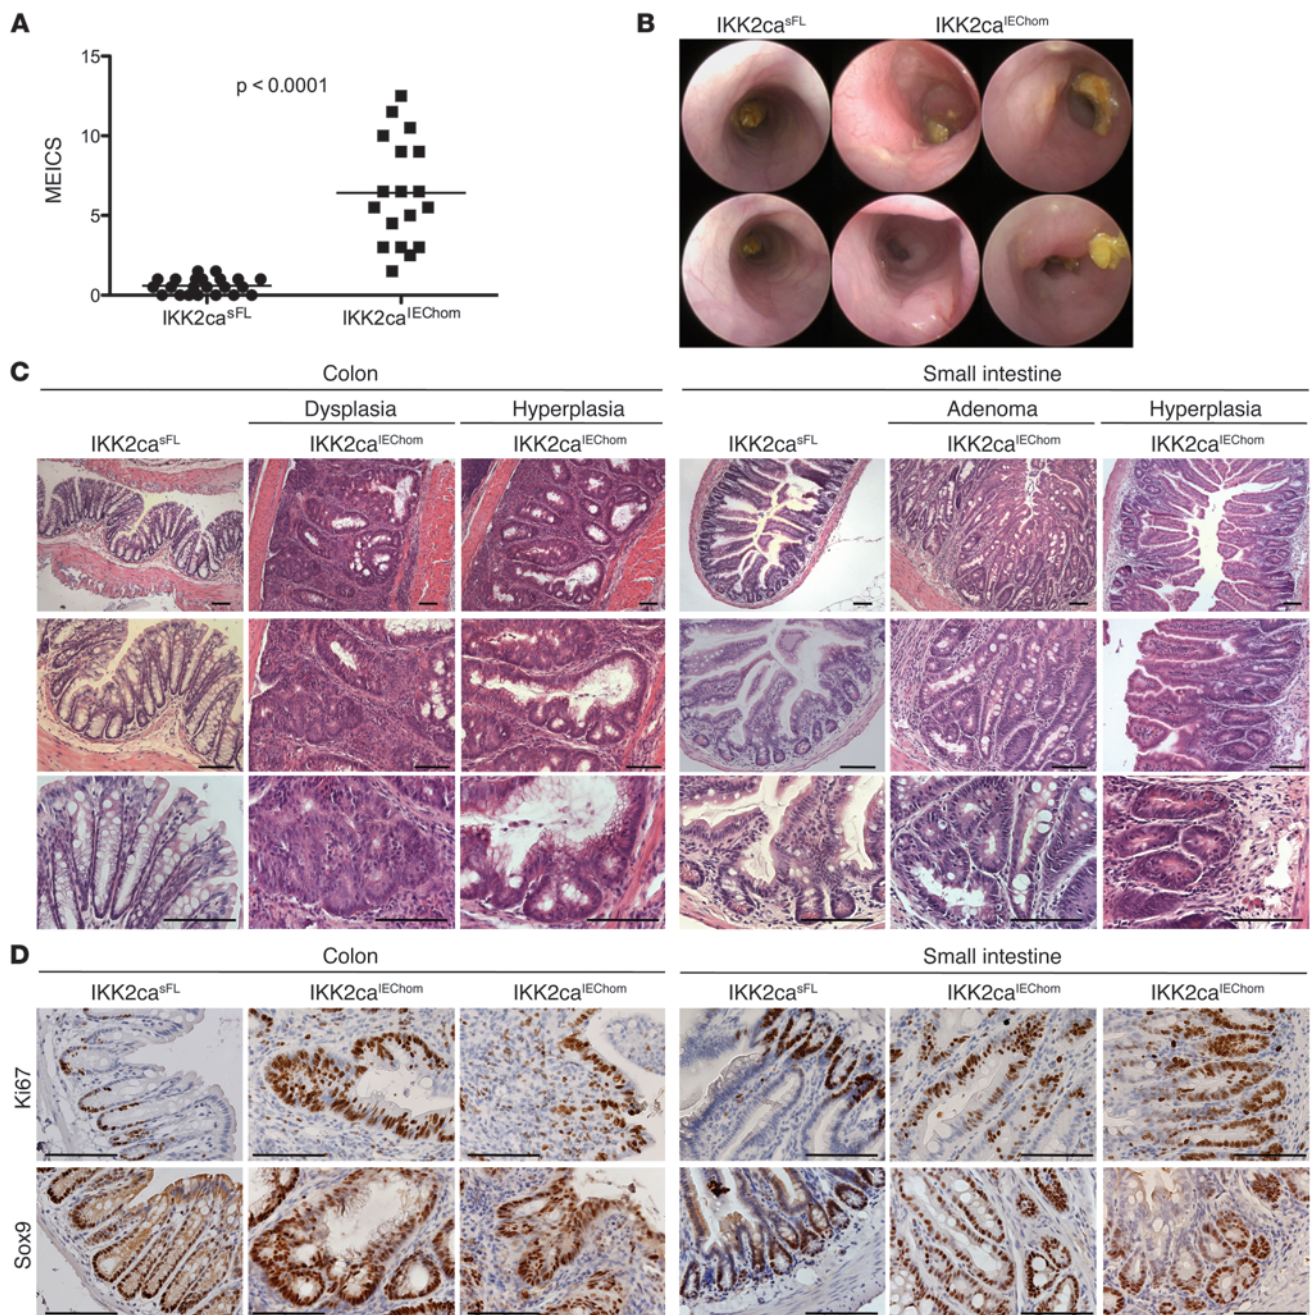 A
B
IKK2ca^sFL IKK2ca^IEChom
15
10
5
0
MEICS
p < 0.0001
IKK2ca^sFL IKK2ca^IEChom
C
Colon Small intestine
Dysplasia Hyperplasia Adenoma Hyperplasia
IKK2ca^sFL IKK2ca^IEChom IKK2ca^IEChom IKK2ca^sFL IKK2ca^IEChom IKK2ca^IEChom
D
Colon Small intestine
IKK2ca^sFL IKK2ca^IEChom IKK2ca^IEChom IKK2ca^sFL IKK2ca^IEChom IKK2ca^IEChom
Ki67
Sox9